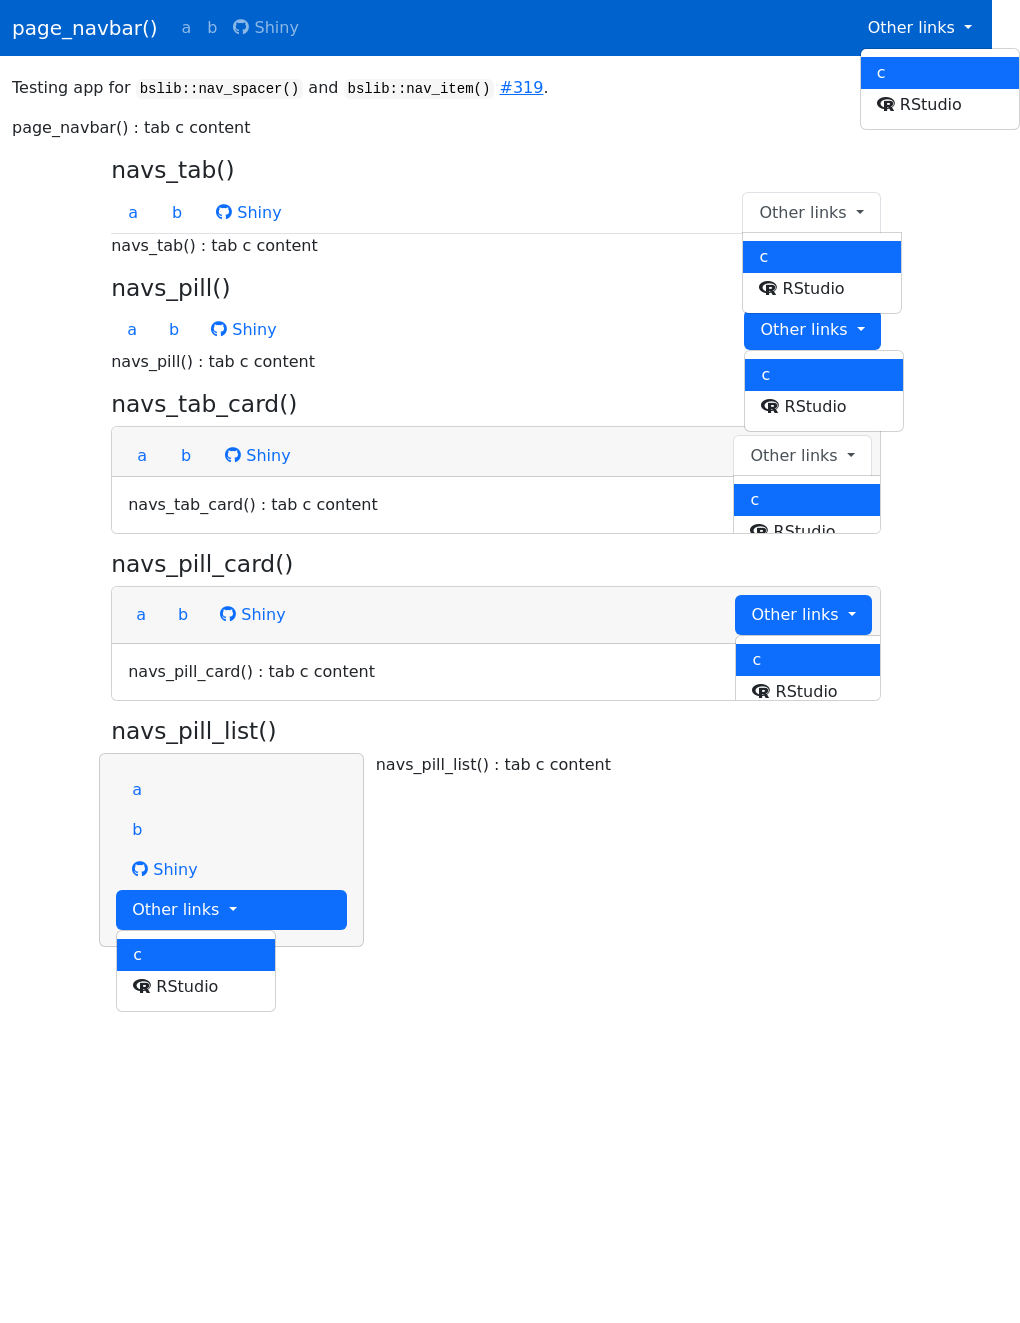 page_navbar() a b Shiny Other links
c
RStudio
Testing app for bslib::nav_spacer() and bslib::nav_item() #319.
page_navbar() : tab c content
navs_tab()
a b Shiny Other links
navs_tab() : tab c content
c
RStudio
navs_pill()
a b Shiny Other links
navs_pill() : tab c content
c
RStudio
navs_tab_card()
a b Shiny Other links
navs_tab_card() : tab c content
c
RStudio
navs_pill_card()
a b Shiny Other links
navs_pill_card() : tab c content
c
RStudio
navs_pill_list()
a
b
Shiny
Other links
c
RStudio
navs_pill_list() : tab c content